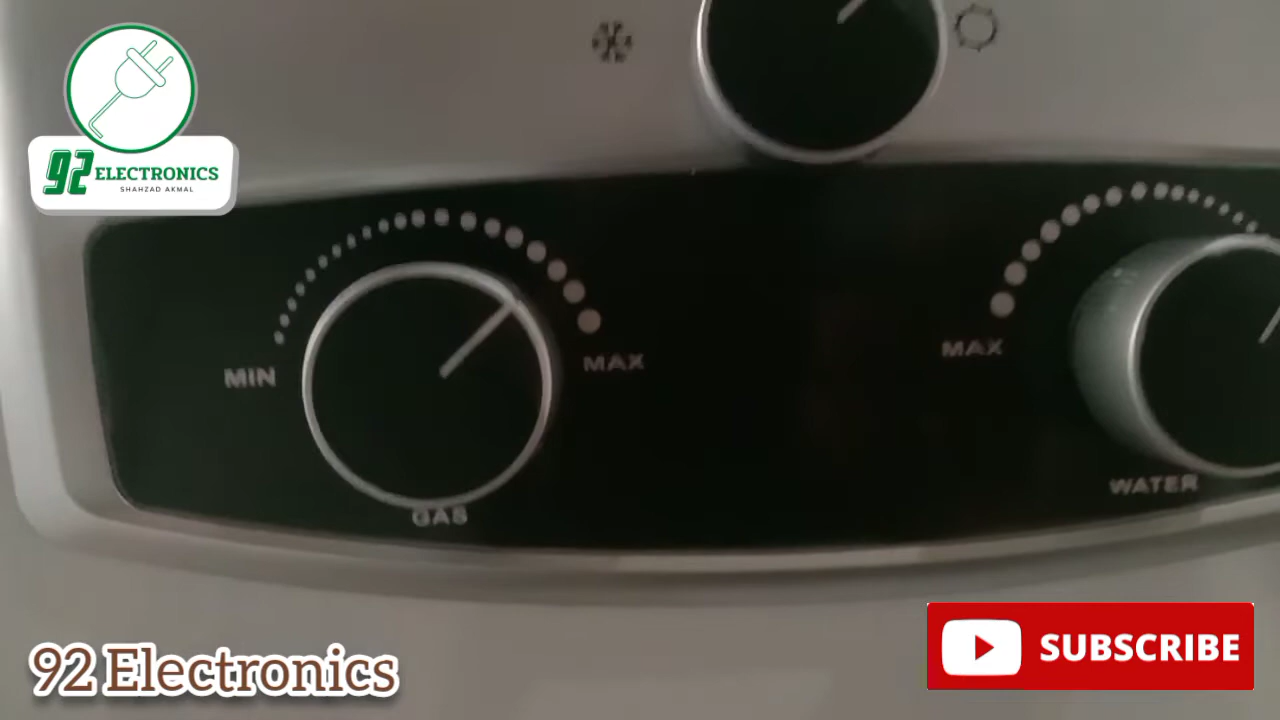 92 ELECTRONICS
SHAHZAD AKMAL
MIN
MAX
GAS
MAX
WATER
92 Electronics
SUBSCRIBE